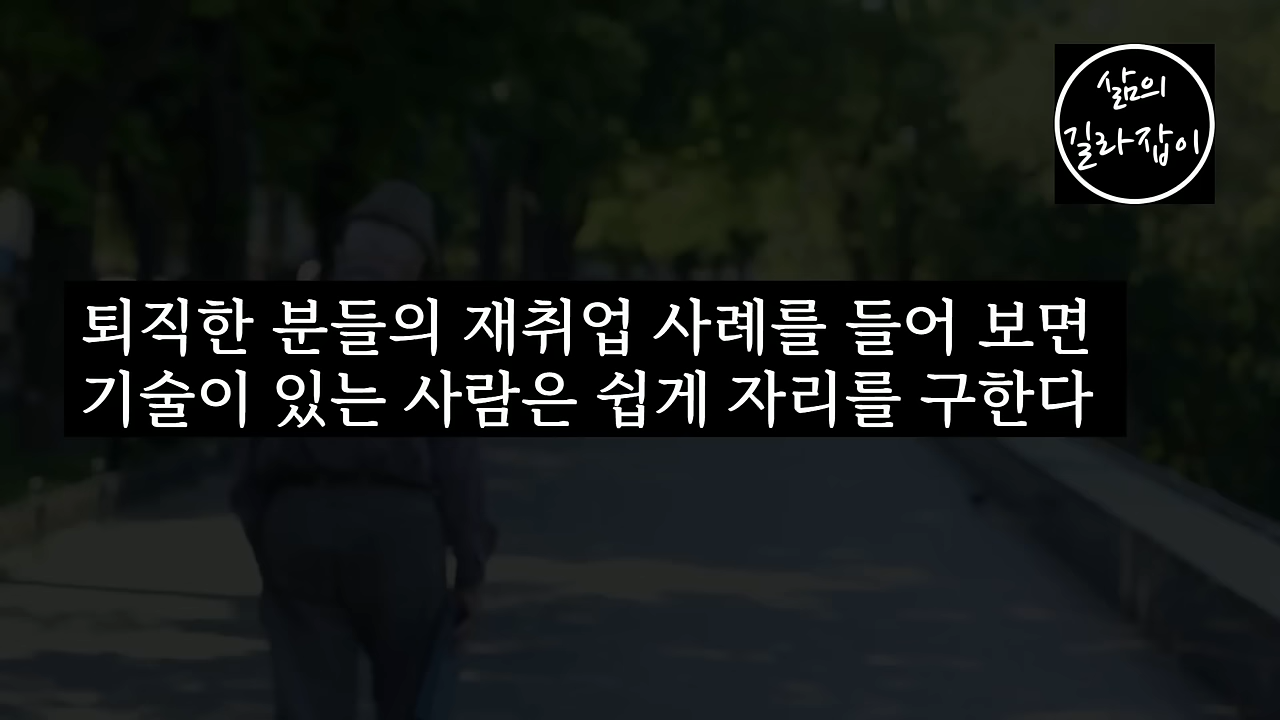 삶의
길라잡이
퇴직한 분들의 재취업 사례를 들어 보면
기술이 있는 사람은 쉽게 자리를 구한다